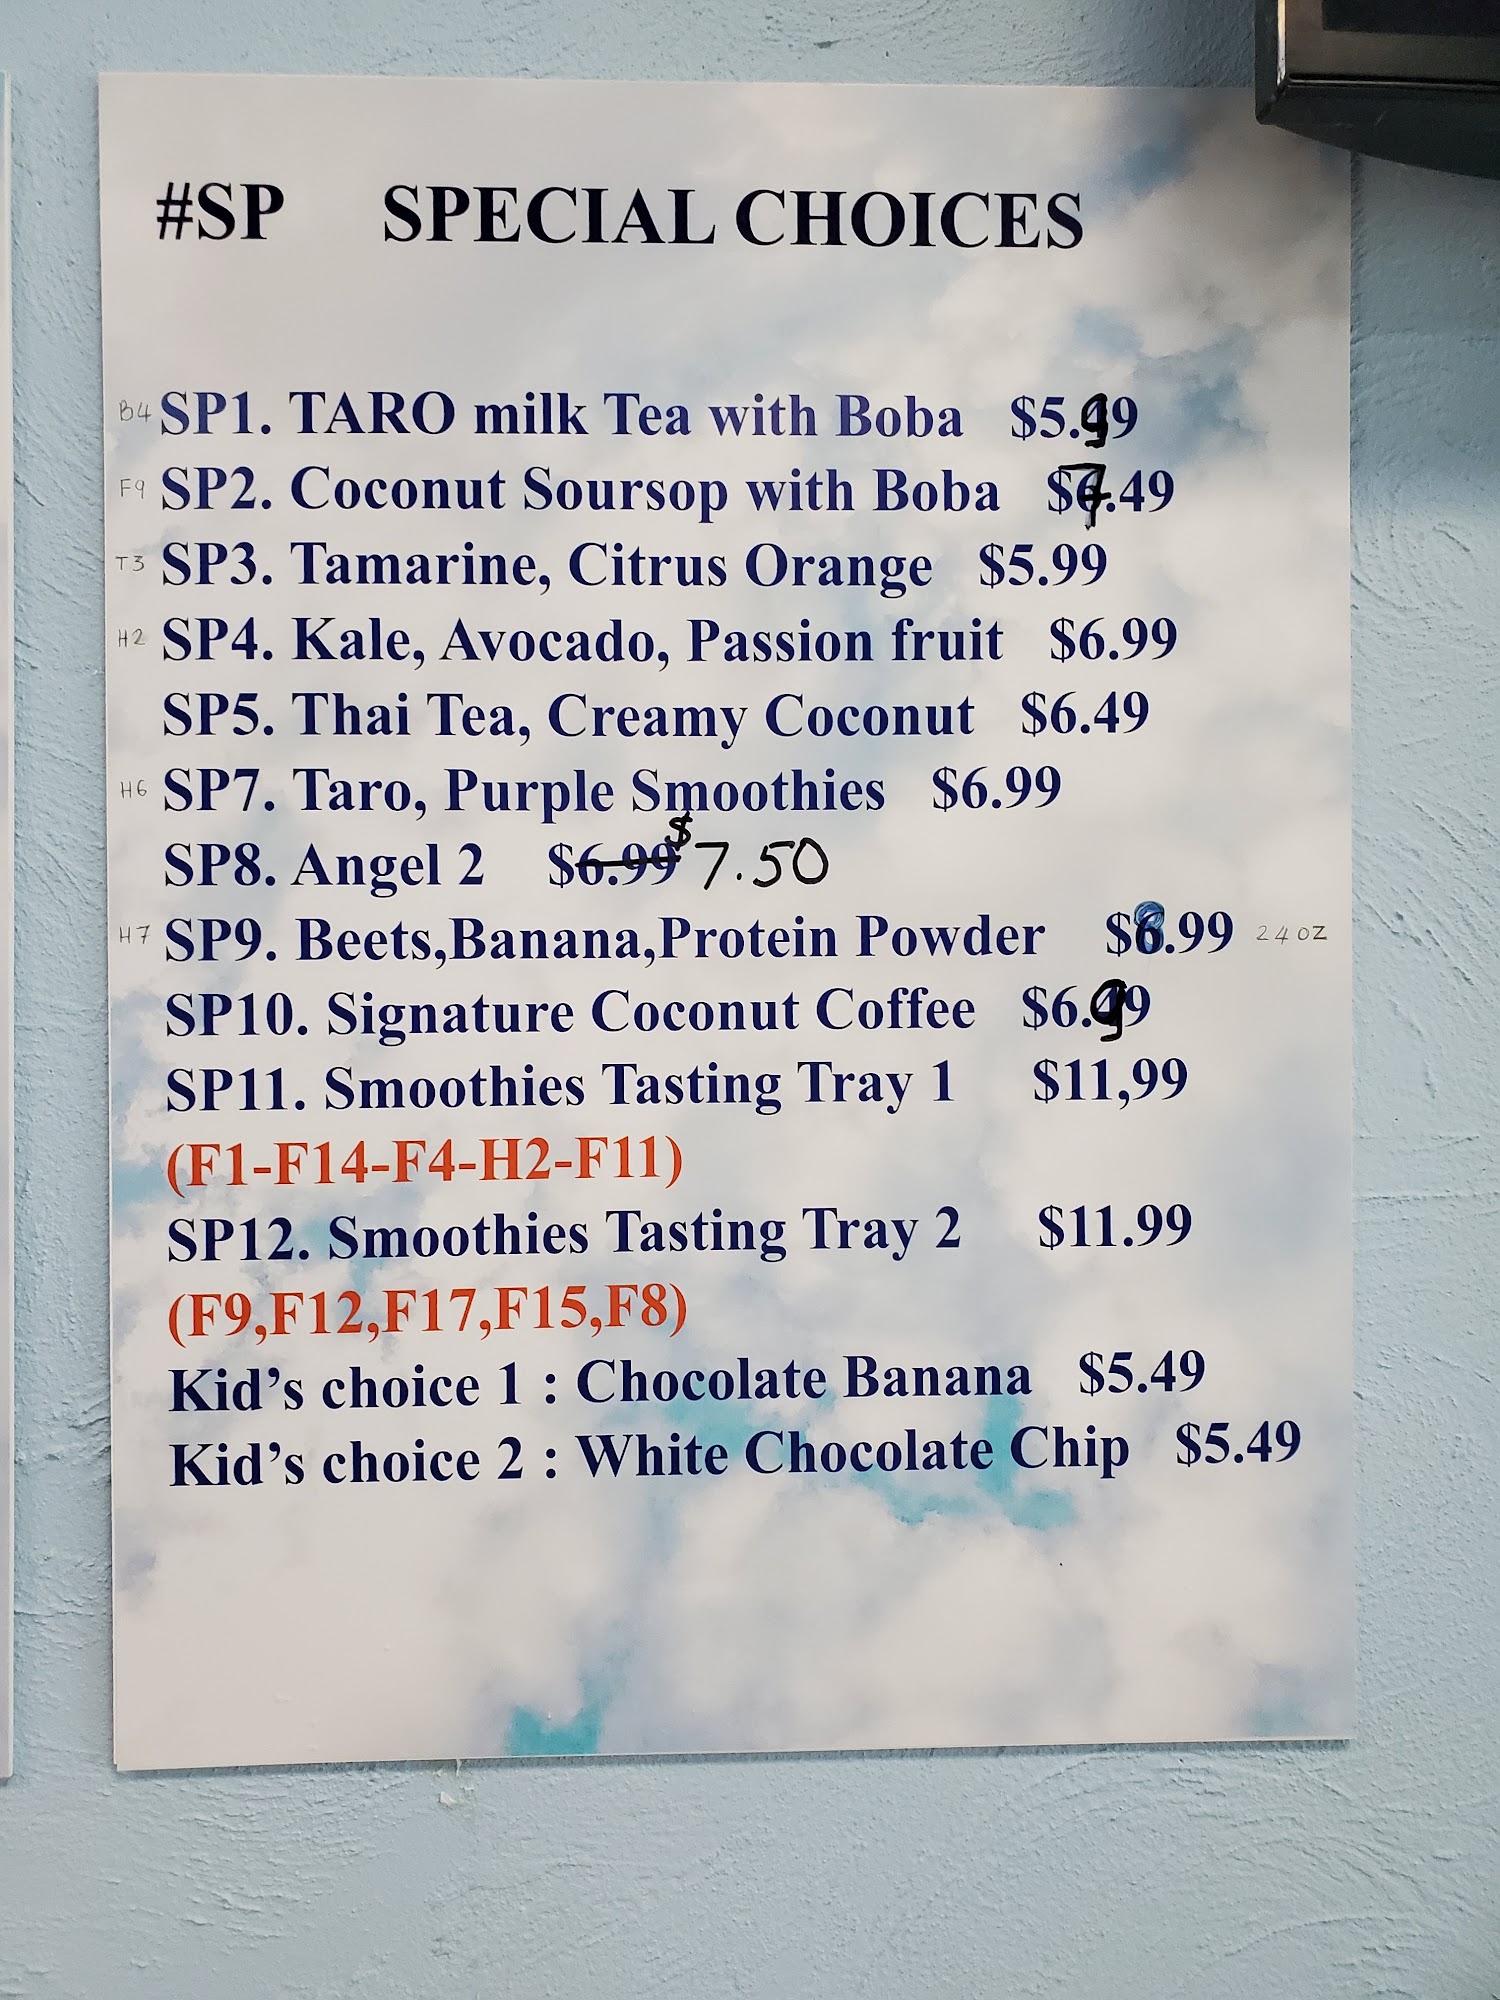 #SP SPECIAL CHOICES
B4 SP1. TARO milk Tea with Boba $5.99
F9 SP2. Coconut Soursop with Boba $7.49
T3 SP3. Tamarine, Citrus Orange $5.99
H2 SP4. Kale, Avocado, Passion fruit $6.99
SP5. Thai Tea, Creamy Coconut $6.49
H6 SP7. Taro, Purple Smoothies $6.99
SP8. Angel 2 $6.99 $7.50
H7 SP9. Beets,Banana,Protein Powder $8.99 24OZ
SP10. Signature Coconut Coffee $6.99
SP11. Smoothies Tasting Tray 1 $11,99
(F1-F14-F4-H2-F11)
SP12. Smoothies Tasting Tray 2 $11.99
(F9,F12,F17,F15,F8)
Kid’s choice 1 : Chocolate Banana $5.49
Kid’s choice 2 : White Chocolate Chip $5.49